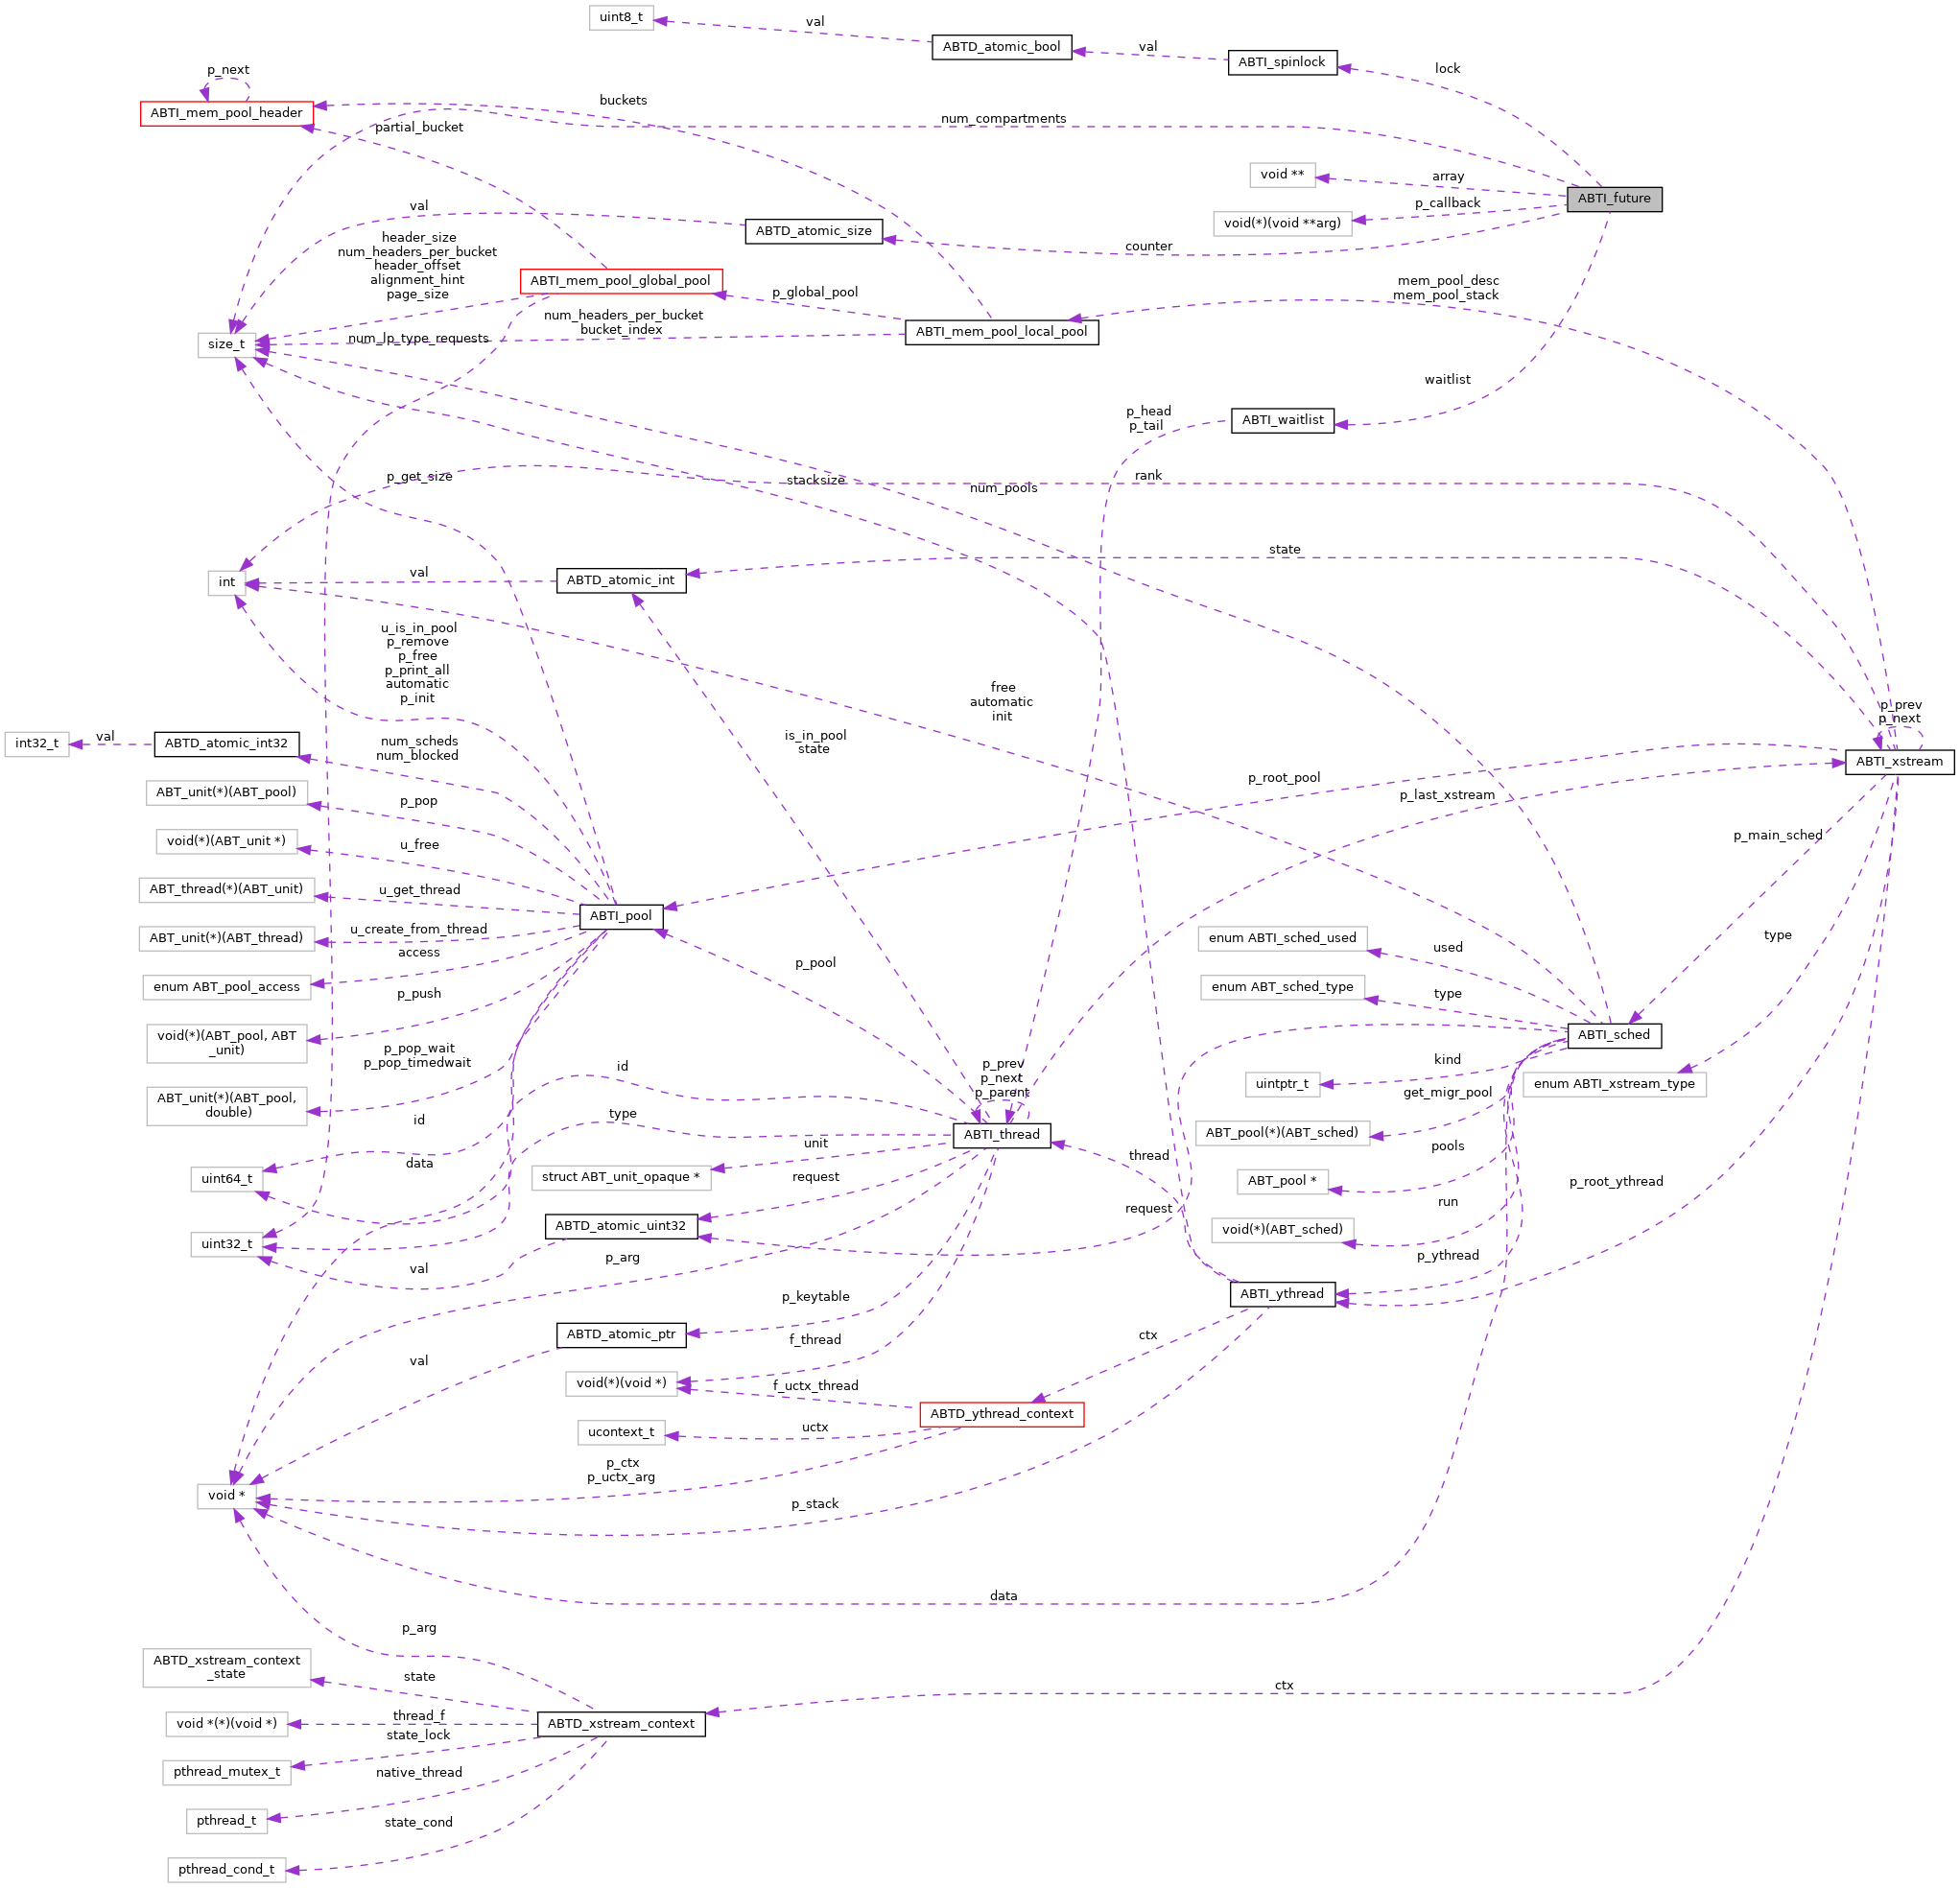 uint8_t
val
ABTD_atomic_bool
val
ABTI_spinlock
lock
p_next
ABTI_mem_pool_header
buckets
partial_bucket
num_compartments
void **
array
ABTI_future
p_callback
void(*)(void **arg)
val
ABTD_atomic_size
counter
header_size
num_headers_per_bucket
header_offset
alignment_hint
page_size
ABTI_mem_pool_global_pool
p_global_pool
mem_pool_desc
mem_pool_stack
num_headers_per_bucket
bucket_index
ABTI_mem_pool_local_pool
size_t
num_lp_type_requests
waitlist
p_head
p_tail
ABTI_waitlist
p_get_size
stacksize
num_pools
rank
state
int
val
ABTD_atomic_int
u_is_in_pool
p_remove
p_free
p_print_all
automatic
p_init
free
automatic
init
is_in_pool
state
p_prev
p_next
ABTI_xstream
int32_t
val
ABTD_atomic_int32
num_scheds
num_blocked
p_root_pool
p_last_xstream
ABT_unit(*)(ABT_pool)
p_pop
p_main_sched
void(*)(ABT_unit *)
u_free
ABT_thread(*)(ABT_unit)
u_get_thread
ABTI_pool
ABT_unit(*)(ABT_thread)
u_create_from_thread
access
enum ABTI_sched_used
used
type
p_pool
enum ABT_pool_access
p_push
enum ABT_sched_type
type
void(*)(ABT_pool, ABT
_unit)
ABTI_sched
p_pop_wait
p_pop_timedwait
id
p_prev
p_next
p_parent
kind
uintptr_t
enum ABTI_xstream_type
get_migr_pool
ABT_unit(*)(ABT_pool,
double)
id
type
ABTI_thread
ABT_pool(*)(ABT_sched)
unit
thread
pools
data
uint64_t
struct ABT_unit_opaque *
request
ABT_pool *
p_root_ythread
run
request
ABTD_atomic_uint32
void(*)(ABT_sched)
uint32_t
p_arg
p_ythread
val
p_keytable
ABTI_ythread
ABTD_atomic_ptr
f_thread
ctx
val
void(*)(void *)
f_uctx_thread
ABTD_ythread_context
ucontext_t
uctx
p_ctx
p_uctx_arg
void *
p_stack
data
p_arg
ABTD_xstream_context
_state
state
ctx
void *(*)(void *)
thread_f
ABTD_xstream_context
state_lock
pthread_mutex_t
native_thread
pthread_t
state_cond
pthread_cond_t